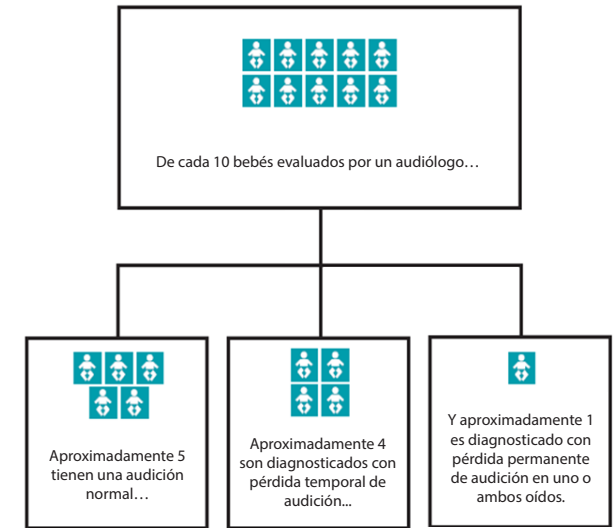 De cada 10 bebés evaluados por un audiólogo…
Aproximadamente 5
tienen una audición
normal…
Aproximadamente 4
son diagnosticados con
pérdida temporal de
audición...
Y aproximadamente 1
es diagnosticado con
pérdida permanente
de audición en uno o
ambos oídos.